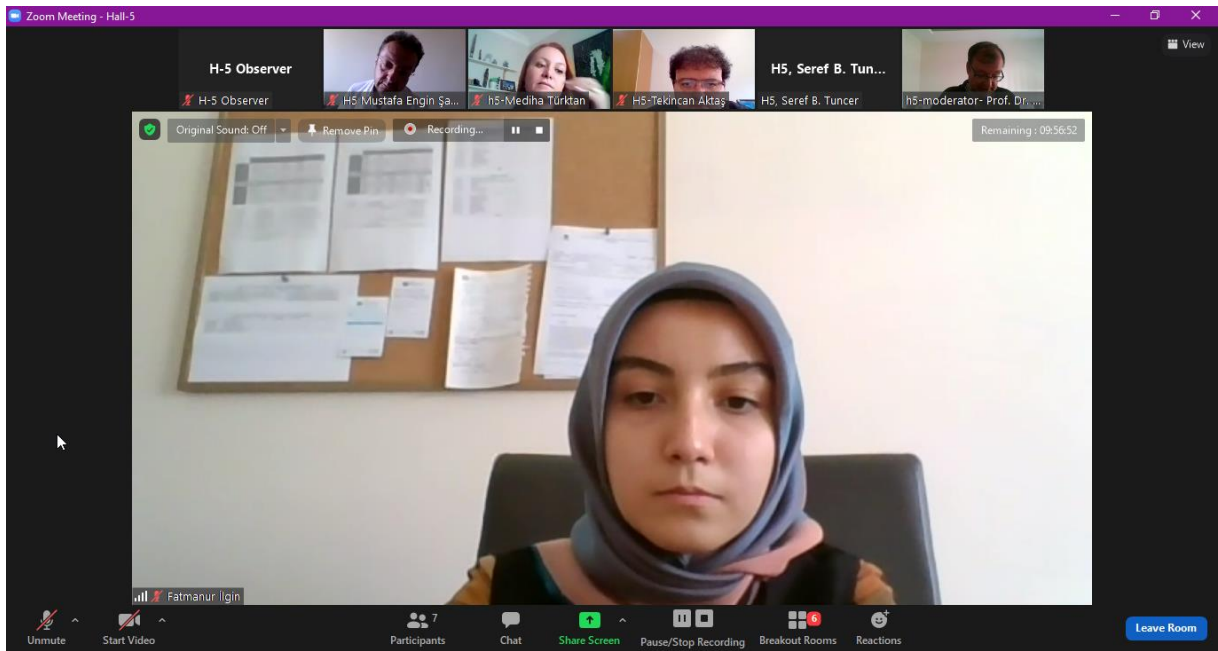 Zoom Meeting - Hall-5
View
H-5 Observer
H-5 Observer
H5 Mustafa Engin Şa...
h5-Mediha Türktan
H5-Tekincan Aktaş
H5, Seref B. Tun...
H5, Seref B. Tuncer
h5-moderator- Prof. Dr. ...
Original Sound: Off
Remove Pin
Recording...
Remaining : 09:56:52
Fatmanur İlgin
Unmute
Start Video
7
Participants
Chat
Share Screen
Pause/Stop Recording
6
Breakout Rooms
Reactions
Leave Room